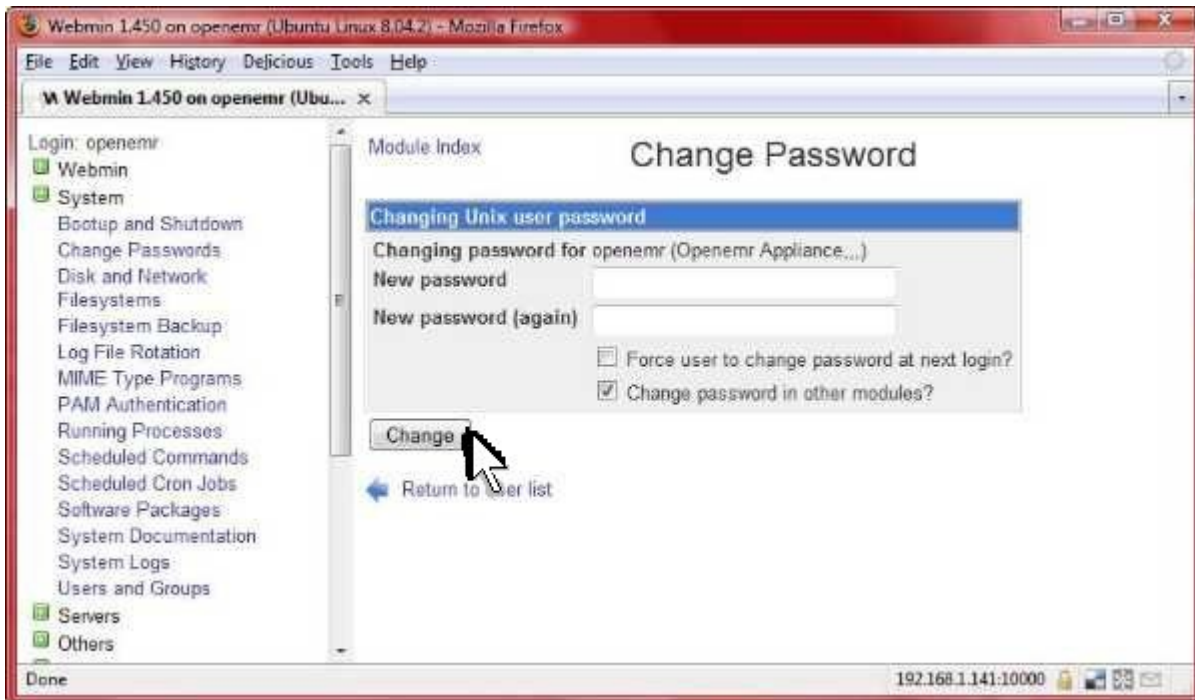 Webmin 1.450 on openemr (Ubuntu Linux 8.04.2) - Mozilla Firefox
File Edit View History Delicious Tools Help
Webmin 1.450 on openemr (Ubu...
Login: openemr
Webmin
System
Bootup and Shutdown
Change Passwords
Disk and Network
Filesystems
Filesystem Backup
Log File Rotation
MIME Type Programs
PAM Authentication
Running Processes
Scheduled Commands
Scheduled Cron Jobs
Software Packages
System Documentation
System Logs
Users and Groups
Servers
Others
Module Index
Change Password
Changing Unix user password
Changing password for openemr (Openemr Appliance,,,)
New password
New password (again)
Force user to change password at next login?
Change password in other modules?
Change
Return to user list
Done
192.168.1.141:10000